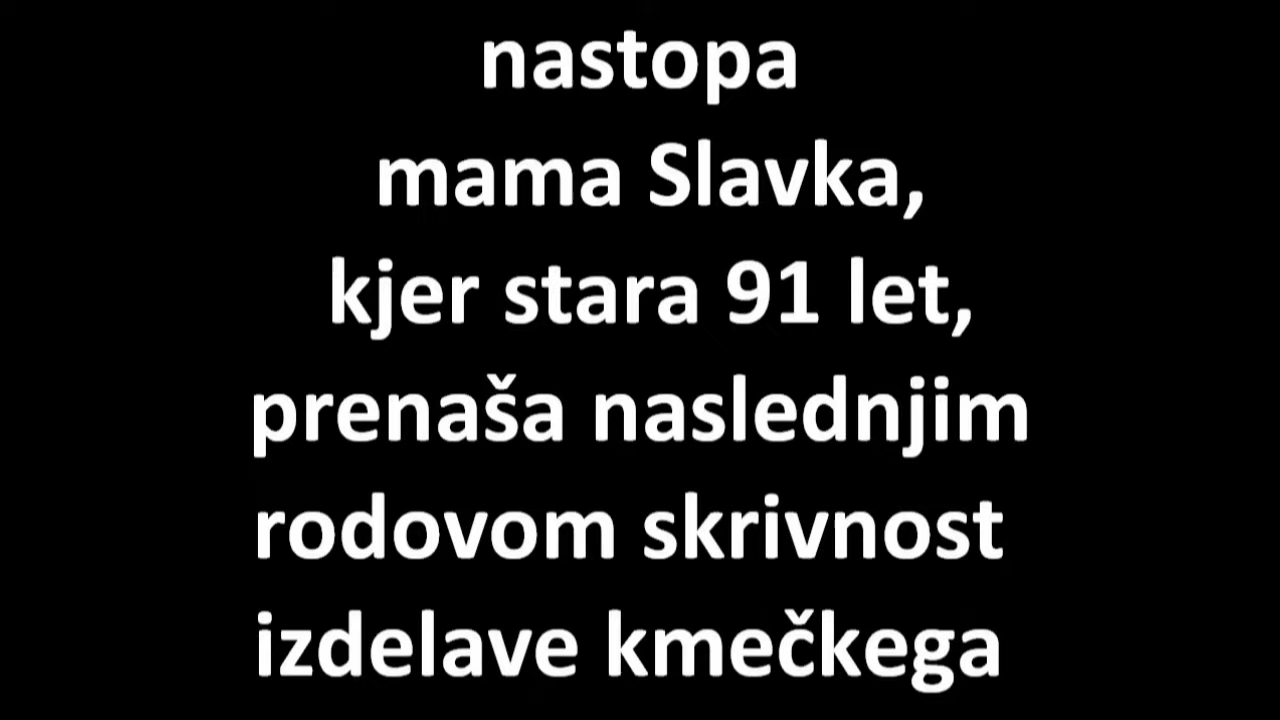 nastopa
mama Slavka,
kjer stara 91 let,
prenaša naslednjim
rodovom skrivnost
izdelave kmečkega